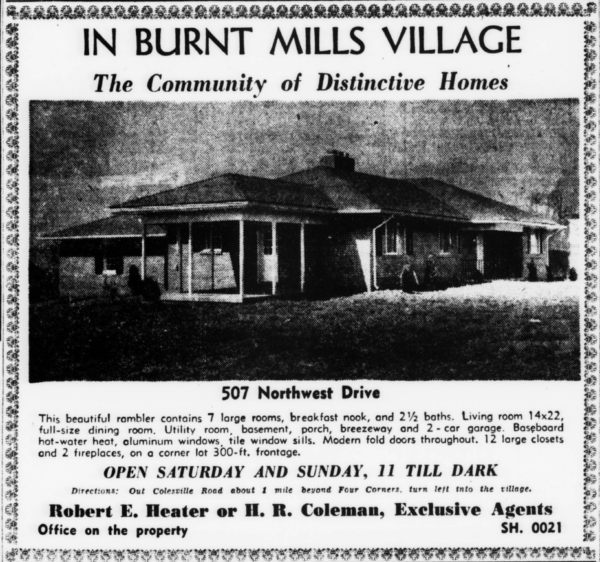 IN BURNT MILLS VILLAGE
The Community of Distinctive Homes
507 Northwest Drive
This beautiful rambler contains 7 large rooms, breakfast nook, and 2½ baths. Living room 14x22,
full-size dining room. Utility room, basement, porch, breezeway and 2-car garage. Baseboard
hot-water heat, aluminum windows, tile window sills. Modern fold doors throughout. 12 large closets
and 2 fireplaces, on a corner lot 300-ft. frontage.
OPEN SATURDAY AND SUNDAY, 11 TILL DARK
Directions: Out Colesville Road about 1 mile beyond Four Corners, turn left into the village.
Robert E. Heater or H. R. Coleman, Exclusive Agents
Office on the property SH. 0021